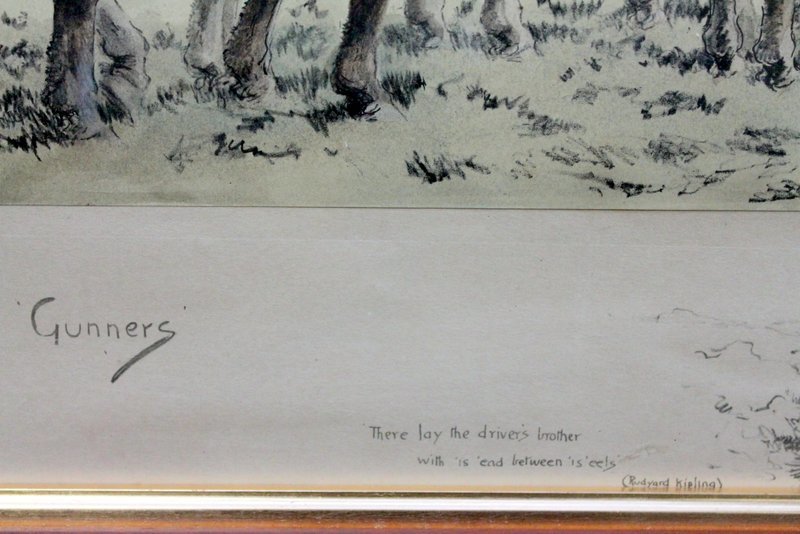 'Gunners'
'There lay the driver's brother
with 'is 'ead between 'is 'eels'
(Rudyard Kipling)